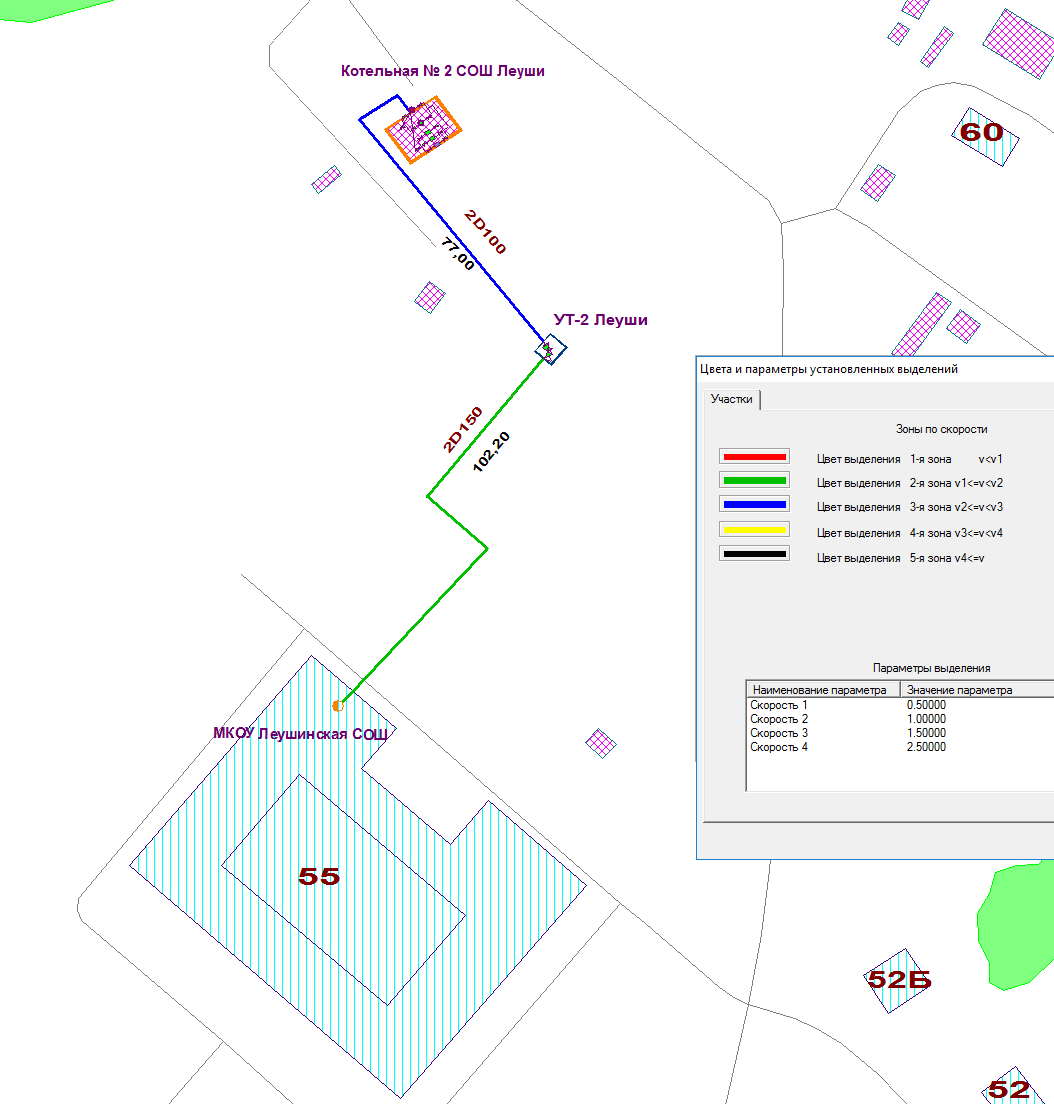 Котельная № 2 СОШ Леуши
60
2D100
77,00
УТ-2 Леуши
2D150
102,20
Цвета и параметры установленных выделений
Участки
Зоны по скорости
Цвет выделения 1-я зона v<v1
Цвет выделения 2-я зона v1<=v<v2
Цвет выделения 3-я зона v2<=v<v3
Цвет выделения 4-я зона v3<=v<v4
Цвет выделения 5-я зона v4<=v
Параметры выделения
Наименование параметра Значение параметра
Скорость 1 0.50000
Скорость 2 1.00000
Скорость 3 1.50000
Скорость 4 2.50000
МКОУ Леушинская СОШ
55
52Б
52